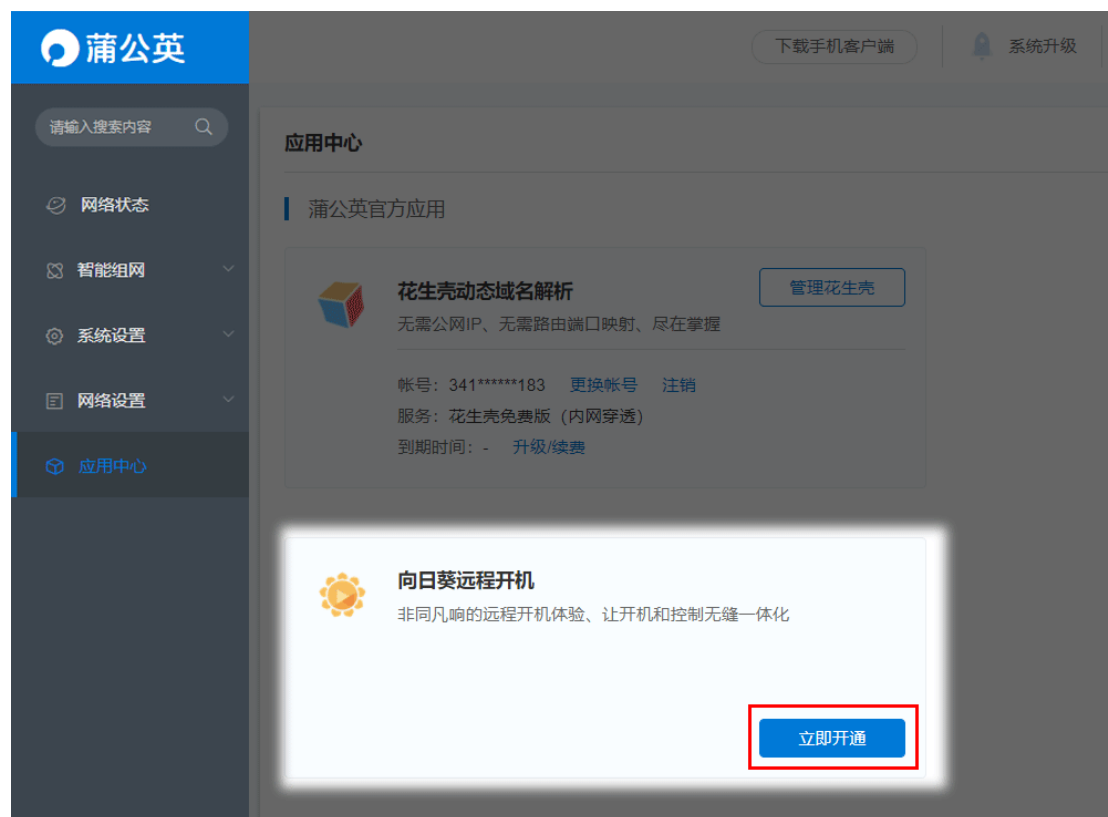 蒲公英
下载手机客户端
系统升级
请输入搜索内容
网络状态
智能组网
系统设置
网络设置
应用中心
应用中心
蒲公英官方应用
花生壳动态域名解析
管理花生壳
无需公网IP、无需路由端口映射、尽在掌握
帐号：341******183 更换帐号 注销
服务：花生壳免费版（内网穿透）
到期时间：- 升级/续费
向日葵远程开机
非同凡响的远程开机体验、让开机和控制无缝一体化
立即开通